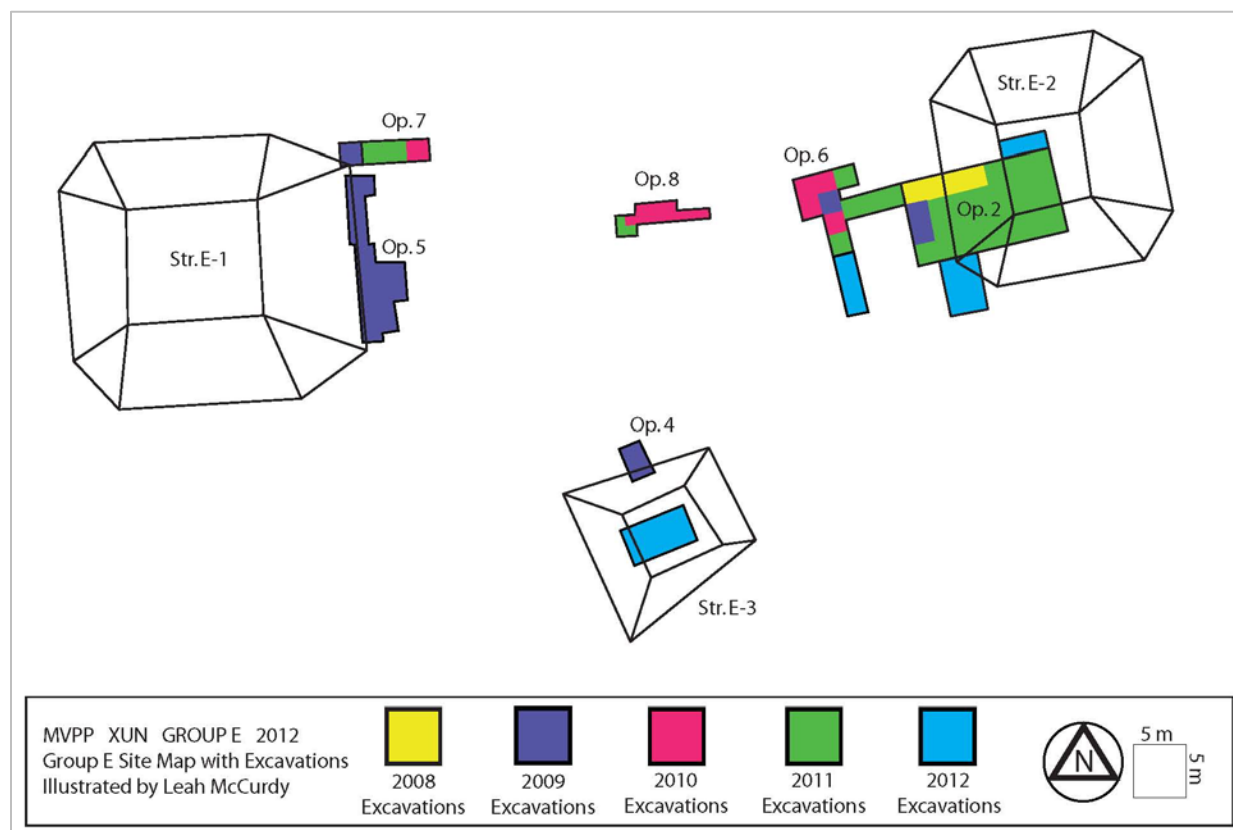 Str.E-2
Op.7
Op.6
Op.8
Op.2
Op.5
Str.E-1
Op.4
Str.E-3
MVPP XUN GROUP E 2012
Group E Site Map with Excavations
Illustrated by Leah McCurdy
2008
Excavations
2009
Excavations
2010
Excavations
2011
Excavations
2012
Excavations
N
5 m
5 m